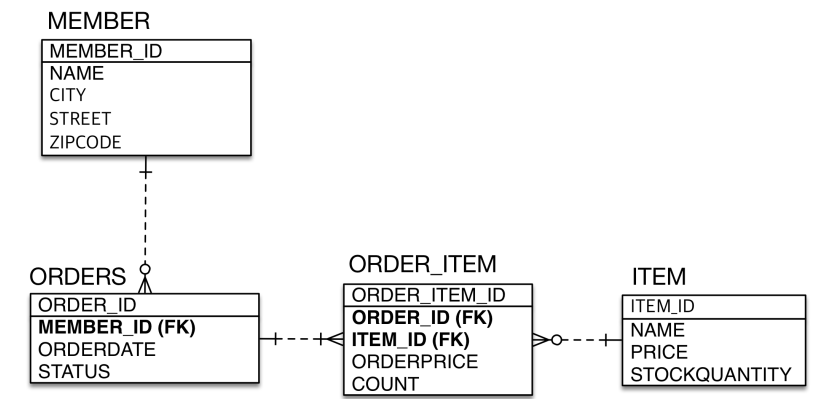 MEMBER
MEMBER_ID
NAME
CITY
STREET
ZIPCODE
ORDERS
ORDER_ID
MEMBER_ID (FK)
ORDERDATE
STATUS
ORDER_ITEM
ORDER_ITEM_ID
ORDER_ID (FK)
ITEM_ID (FK)
ORDERPRICE
COUNT
ITEM
ITEM_ID
NAME
PRICE
STOCKQUANTITY